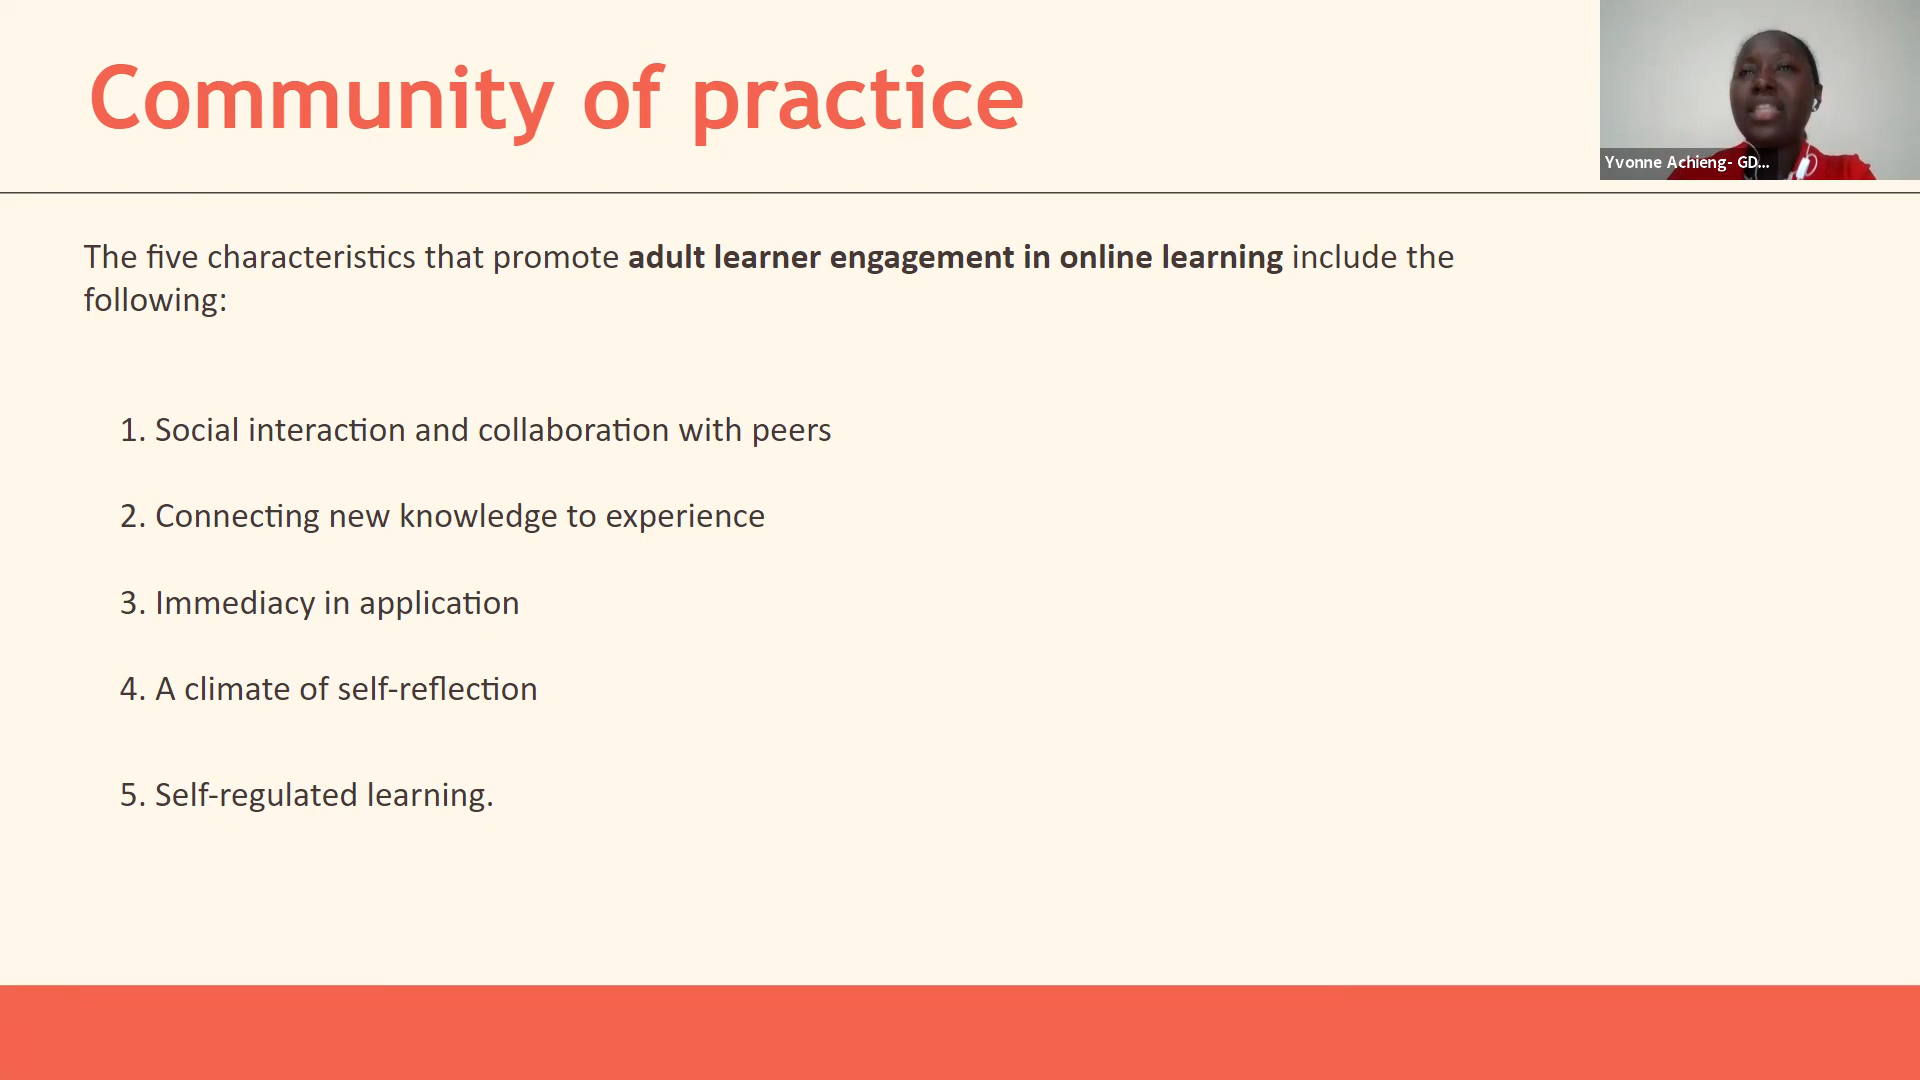 Community of practice
Yvonne Achieng- GD...
The five characteristics that promote adult learner engagement in online learning include the
following:
1. Social interaction and collaboration with peers
2. Connecting new knowledge to experience
3. Immediacy in application
4. A climate of self-reflection
5. Self-regulated learning.